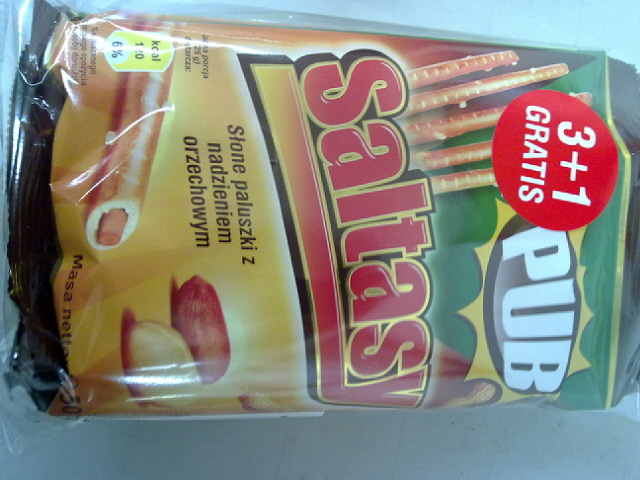 3+1
GRATIS
PUB
saltasy
Słone paluszki z
nadzieniem
orzechowym
kcal
6%
Masa netto